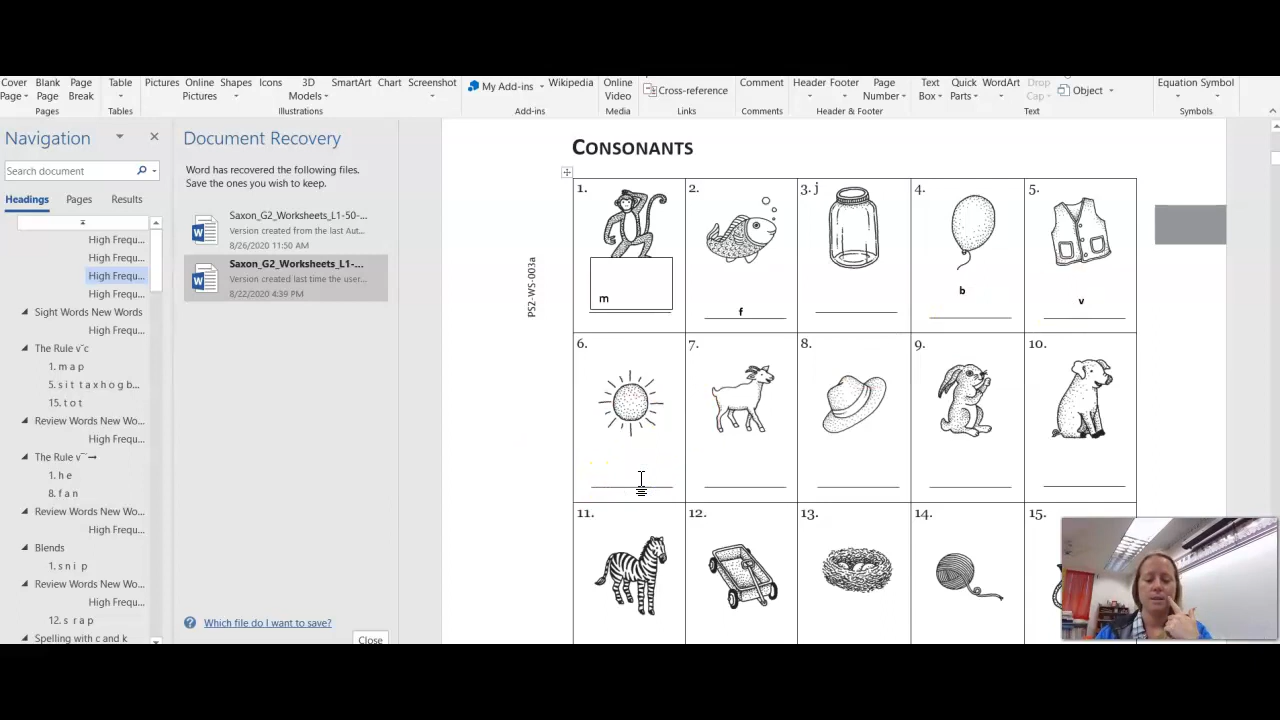 Cover Page
Blank Page
Page Break
Pages
Table
Tables
Pictures
Online Pictures
Shapes
Icons
3D Models
SmartArt
Chart
Screenshot
Illustrations
My Add-ins
Wikipedia
Add-ins
Online Video
Media
Cross-reference
Links
Comment
Comments
Header
Footer
Page Number
Header & Footer
Text Box
Quick Parts
WordArt
Drop Cap
Object
Text
Equation
Symbol
Symbols
Navigation
Search document
Headings
Pages
Results
High Frequ...
High Frequ...
High Frequ...
High Frequ...
Sight Words New Words
High Frequ...
The Rule vˇc
1. m a p
5. s i t t a x h o g b...
15. t o t
Review Words New Wo...
High Frequ...
The Rule v¯→
1. h e
8. f a n
Review Words New Wo...
High Frequ...
Blends
1. s n i p
Review Words New Wo...
High Frequ...
12. s r a p
Spelling with c and k
Document Recovery
Word has recovered the following files.
Save the ones you wish to keep.
Saxon_G2_Worksheets_L1-50-...
Version created from the last Aut...
8/26/2020 11:50 AM
Saxon_G2_Worksheets_L1-...
Version created last time the user...
8/22/2020 4:39 PM
Which file do I want to save?
Close
CONSONANTS
PS2-WS-003a
1.
m
2.
f
3. j
4.
b
5.
v
6.
7.
8.
9.
10.
11.
12.
13.
14.
15.